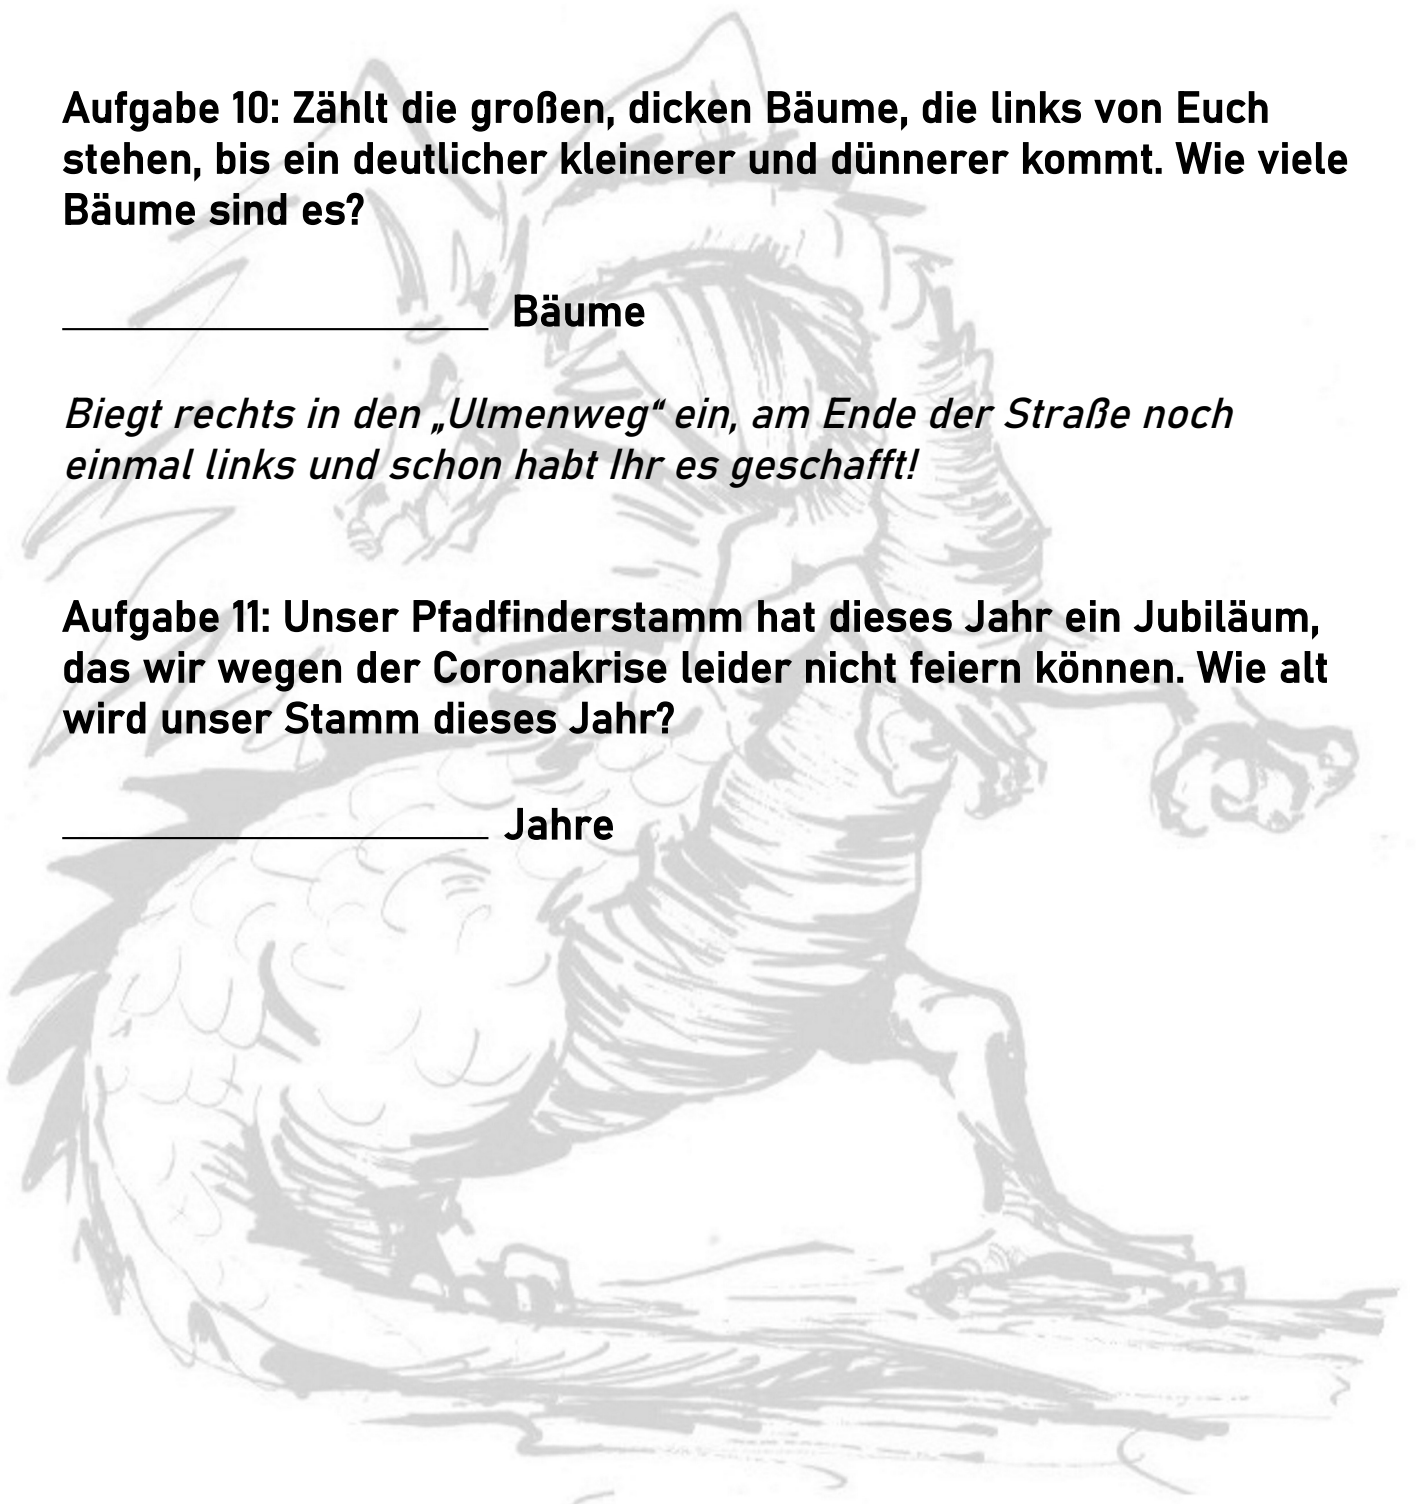 Aufgabe 10: Zählt die großen, dicken Bäume, die links von Euch
stehen, bis ein deutlicher kleinerer und dünnerer kommt. Wie viele
Bäume sind es?
____________________ Bäume
Biegt rechts in den „Ulmenweg“ ein, am Ende der Straße noch
einmal links und schon habt Ihr es geschafft!
Aufgabe 11: Unser Pfadfinderstamm hat dieses Jahr ein Jubiläum,
das wir wegen der Coronakrise leider nicht feiern können. Wie alt
wird unser Stamm dieses Jahr?
____________________ Jahre